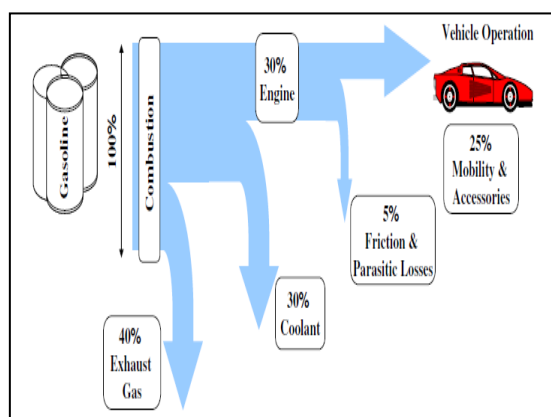 Vehicle Operation
Gasoline
100%
Combustion
30%
Engine
25%
Mobility &
Accessories
5%
Friction &
Parasitic Losses
30%
Coolant
40%
Exhaust
Gas